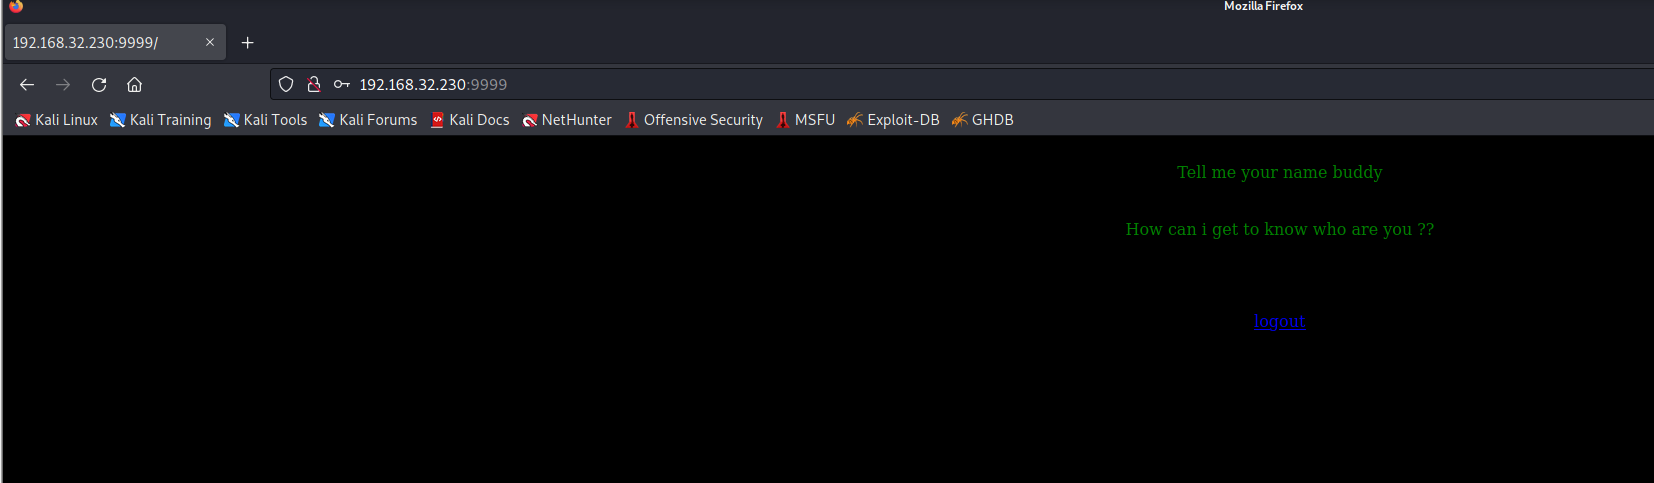 Mozilla Firefox
192.168.32.230:9999/
192.168.32.230:9999
Kali Linux Kali Training Kali Tools Kali Forums Kali Docs NetHunter Offensive Security MSFU Exploit-DB GHDB
Tell me your name buddy
How can i get to know who are you ??
logout